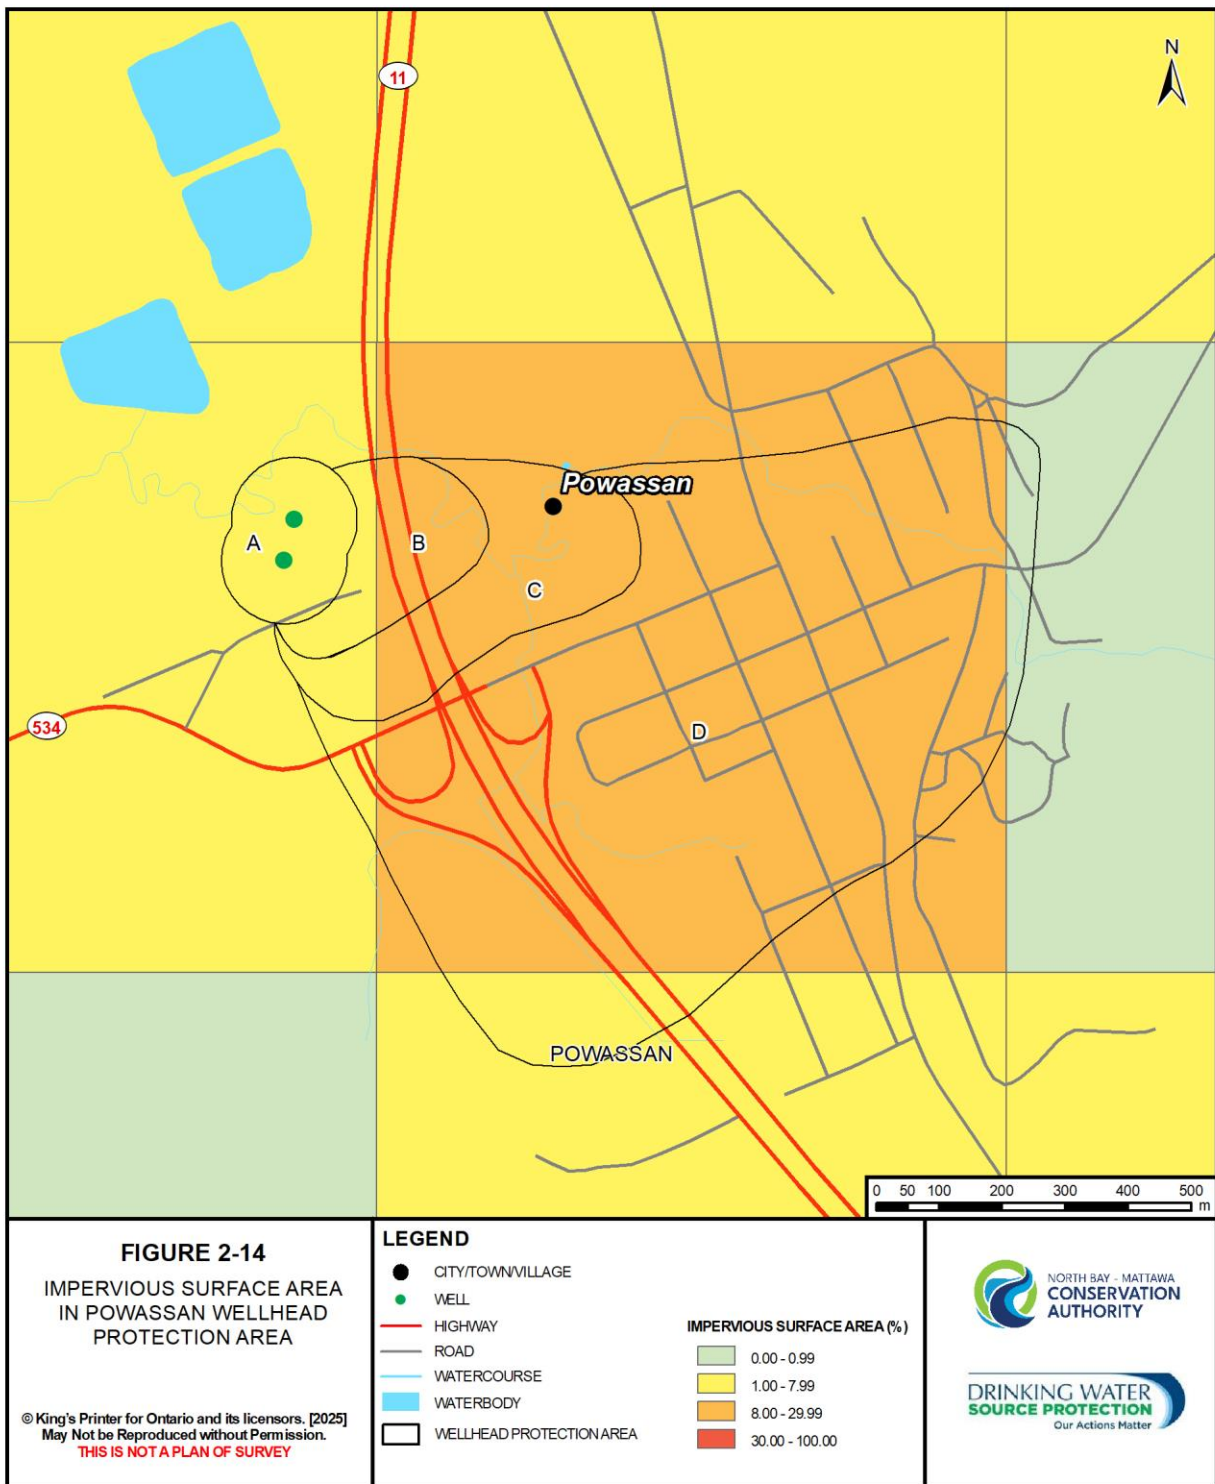 N
11
Powassan
A
B
C
D
534
POWASSAN
0 50 100 200 300 400 500
m
FIGURE 2-14
IMPERVIOUS SURFACE AREA
IN POWASSAN WELLHEAD
PROTECTION AREA
© King's Printer for Ontario and its licensors. [2025]
May Not be Reproduced without Permission.
THIS IS NOT A PLAN OF SURVEY
LEGEND
CITY/TOWN/VILLAGE
WELL
HIGHWAY
ROAD
WATERCOURSE
WATERBODY
WELLHEAD PROTECTION AREA
IMPERVIOUS SURFACE AREA (%)
0.00 - 0.99
1.00 - 7.99
8.00 - 29.99
30.00 - 100.00
NORTH BAY - MATTAWA
CONSERVATION
AUTHORITY
DRINKING WATER
SOURCE PROTECTION
Our Actions Matter